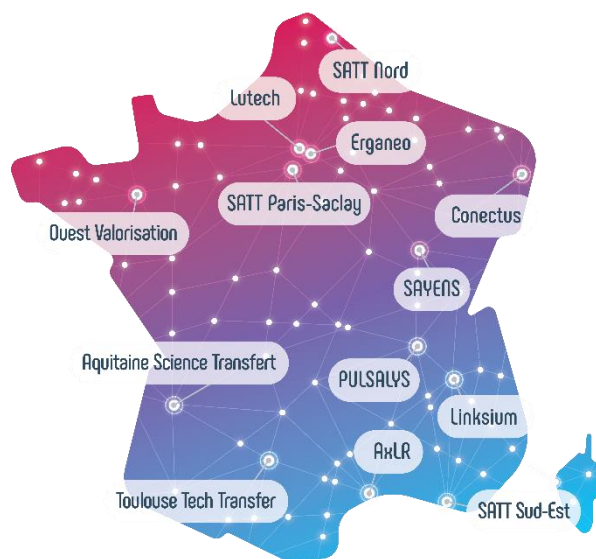 SATT Nord
Lutech
Erganeo
SATT Paris-Saclay
Conectus
Ouest Valorisation
SAYENS
Aquitaine Science Transfert
PULSALYS
Linksium
AxLR
Toulouse Tech Transfer
SATT Sud-Est